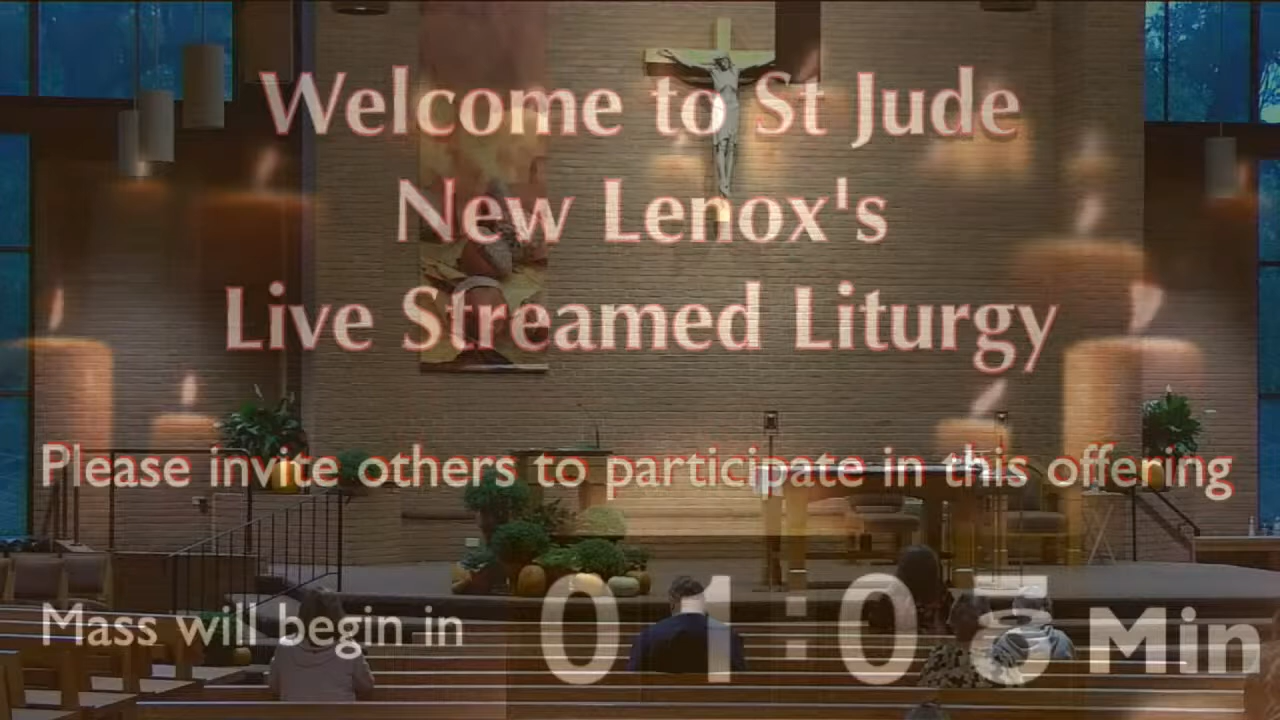 Welcome to St Jude
New Lenox's
Live Streamed Liturgy
Please invite others to participate in this offering
Mass will begin in
Min